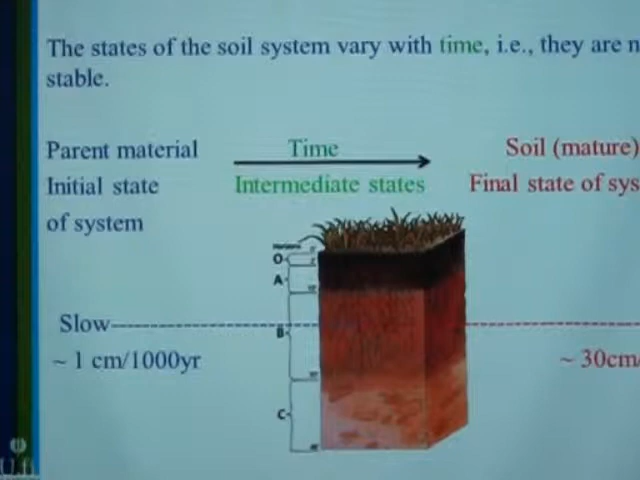 The states of the soil system vary with time, i.e., they are n
stable.
Parent material
Time
Soil (mature)
Initial state
Intermediate states
Final state of sys
of system
O
A
Slow
B
~ 1 cm/1000yr
~ 30cm/
C